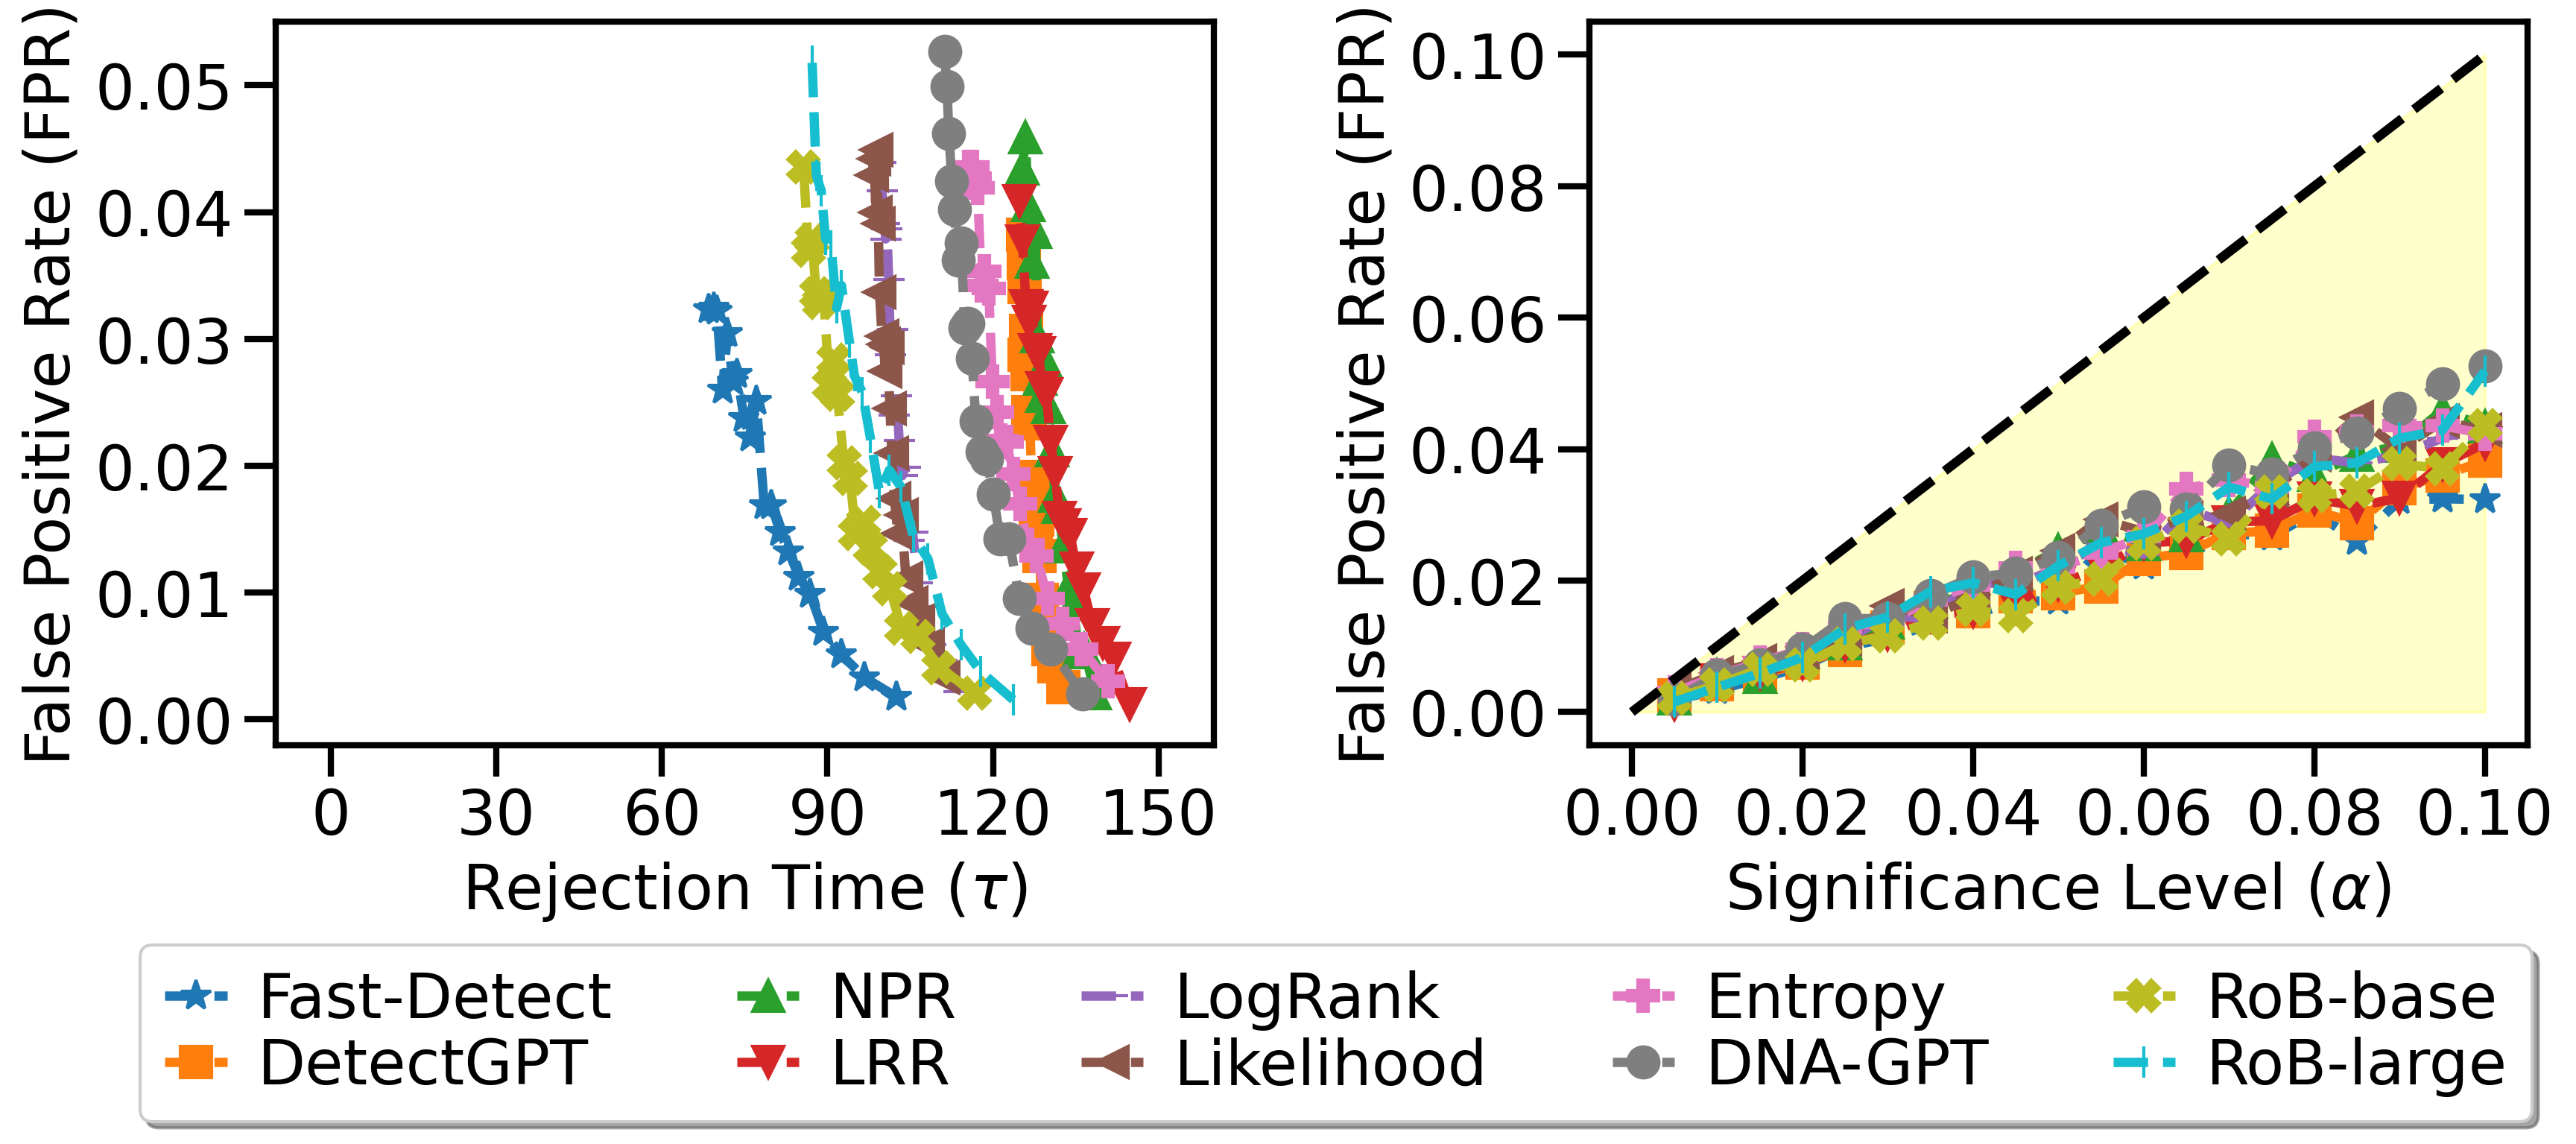 False Positive Rate (FPR)
0.05
0.04
0.03
0.02
0.01
0.00
0 30 60 90 120 150
Rejection Time (τ)
False Positive Rate (FPR)
0.10
0.08
0.06
0.04
0.02
0.00
0.00 0.02 0.04 0.06 0.08 0.10
Significance Level (α)
Fast-Detect NPR LogRank Entropy RoB-base
DetectGPT LRR Likelihood DNA-GPT RoB-large